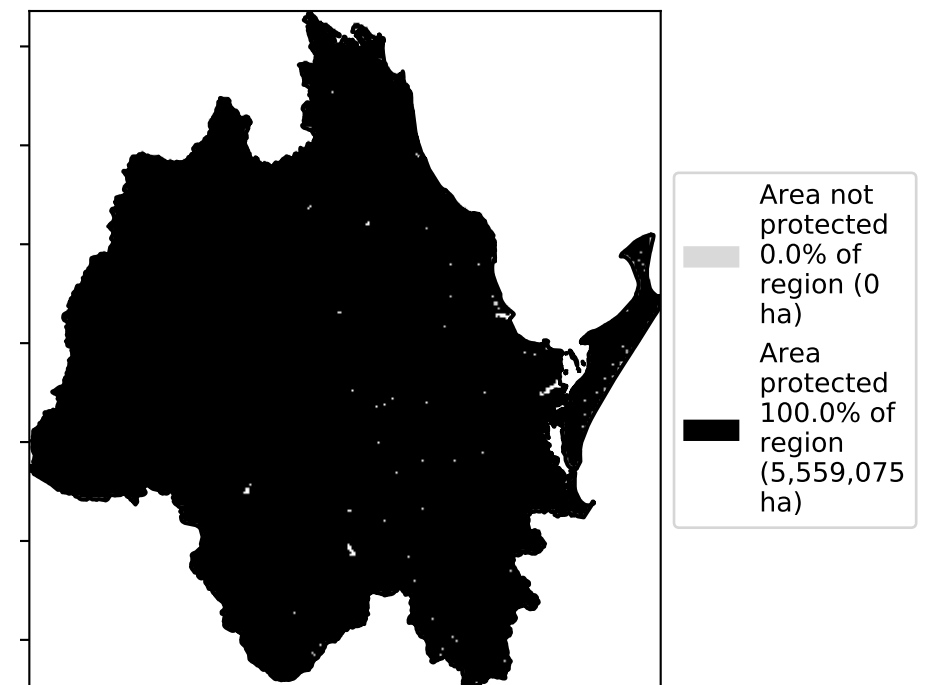 Area not
protected
0.0% of
region (0
ha)
Area
protected
100.0% of
region
(5,559,075
ha)